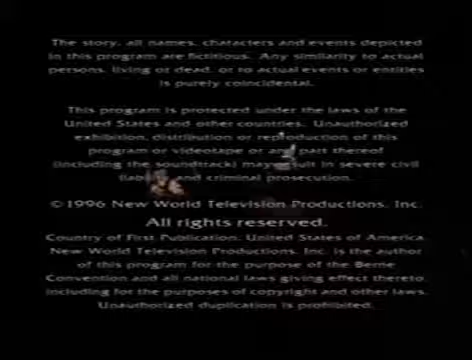 The story, all names, characters and events depicted
in this program are fictitious. Any similarity to actual
persons, living or dead, or to actual events or entities
is purely coincidental.
This program is protected under the laws of the
United States and other countries. Unauthorized
exhibition, distribution or reproduction of this
program or videotape or any part thereof
(including the soundtrack) may result in severe civil
and criminal prosecution.
©1996 New World Television Productions, Inc.
All rights reserved.
Country of First Publication, United States of America.
New World Television Productions, Inc. is the author
of this program for the purpose of the Berne
Convention and all national laws giving effect thereto,
including for the purposes of copyright and other laws.
Unauthorized duplication is prohibited.